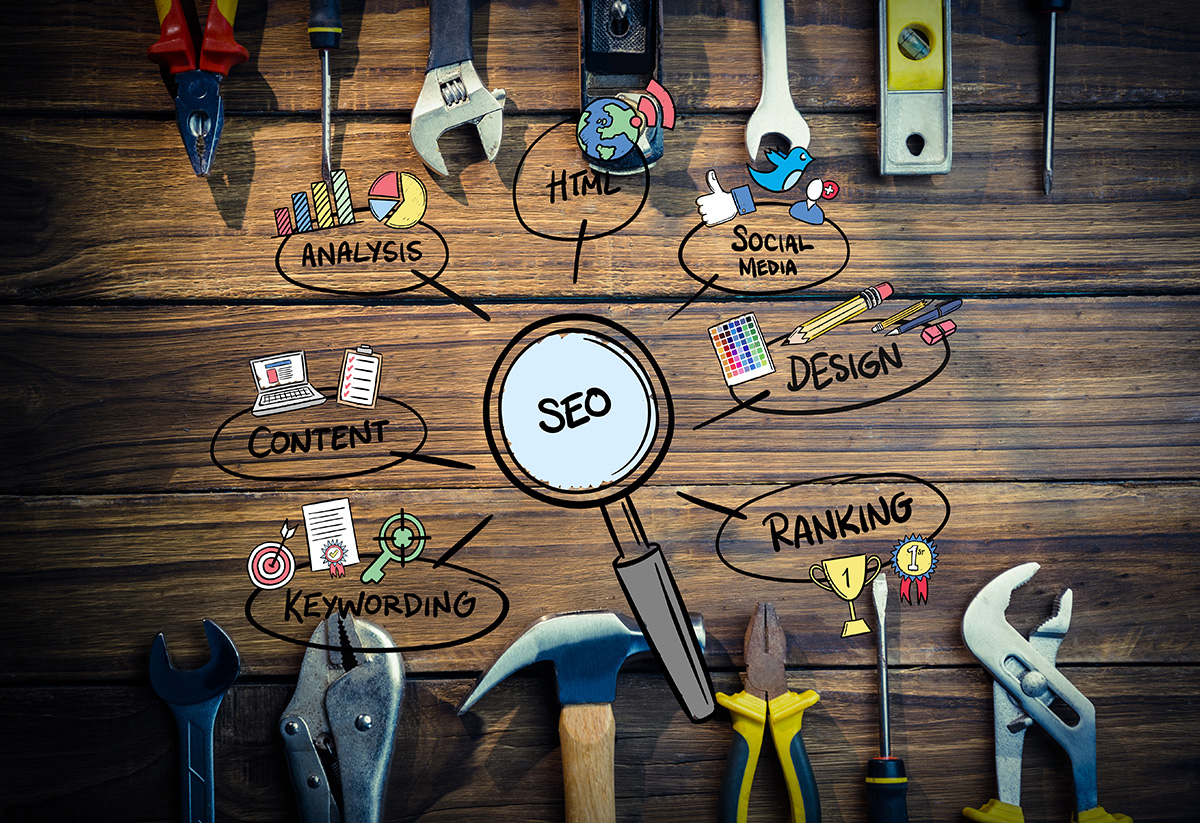 HTML
ANALYSIS
SOCIAL
MEDIA
SEO
DESIGN
CONTENT
RANKING
1
1st
KEYWORDING